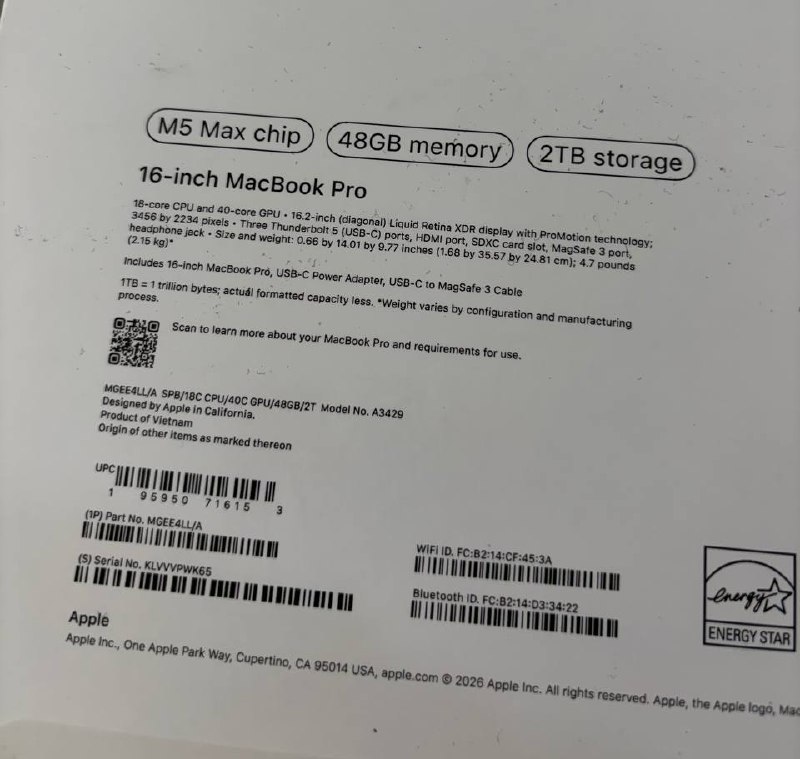 M5 Max chip
48GB memory
2TB storage
16-inch MacBook Pro
18-core CPU and 40-core GPU • 16.2-inch (diagonal) Liquid Retina XDR display with ProMotion technology;
3456 by 2234 pixels • Three Thunderbolt 5 (USB-C) ports, HDMI port, SDXC card slot, MagSafe 3 port,
headphone jack • Size and weight: 0.66 by 14.01 by 9.77 inches (1.68 by 35.57 by 24.81 cm); 4.7 pounds
(2.15 kg)*
Includes 16-inch MacBook Pro, USB-C Power Adapter, USB-C to MagSafe 3 Cable
1TB = 1 trillion bytes; actual formatted capacity less. *Weight varies by configuration and manufacturing
process.
Scan to learn more about your MacBook Pro and requirements for use.
MGEE4LL/A SPB/18C CPU/40C GPU/48GB/2T Model No. A3429
Designed by Apple in California.
Product of Vietnam
Origin of other items as marked thereon
UPC
1 95950 71615 3
(1P) Part No. MGEE4LL/A
(S) Serial No. KLVVVPWK65
WiFi ID. FC:B2:14:CF:45:3A
Bluetooth ID. FC:B2:14:D3:34:22
energy
ENERGY STAR
Apple
Apple Inc., One Apple Park Way, Cupertino, CA 95014 USA, apple.com © 2026 Apple Inc. All rights reserved. Apple, the Apple logo, Mac